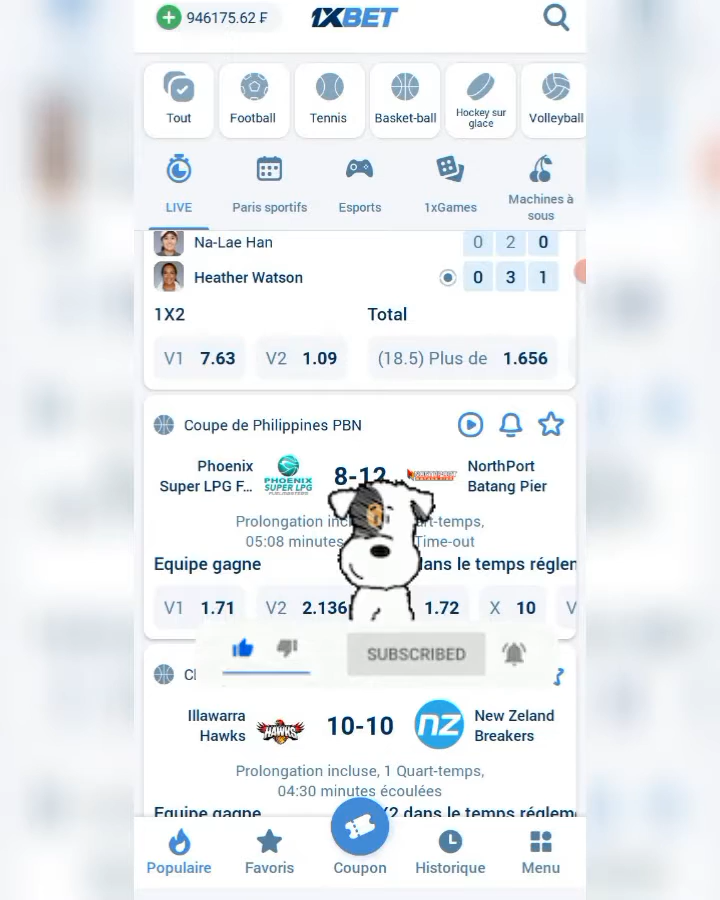 946175.62 ₣
1XBET
Tout
Football
Tennis
Basket-ball
Hockey sur glace
Volleyball
LIVE
Paris sportifs
Esports
1xGames
Machines à sous
Na-Lae Han
0 2 0
Heather Watson
0 3 1
1X2
Total
V1 7.63
V2 1.09
(18.5) Plus de 1.656
Coupe de Philippines PBN
Phoenix
Super LPG F...
PHOENIX
SUPER LPG
8-12
NorthPort
Batang Pier
Prolongation
05:08 minutes
Time-out
Equipe gagne
dans le temps réglem
V1 1.71
V2 2.136
1.72
X 10
V
SUBSCRIBED
Illawarra
Hawks
HAWKS
10-10
nz
New Zeland
Breakers
Prolongation incluse, 1 Quart-temps,
04:30 minutes écoulées
Equipe gagne
dans le temps réglem
Populaire
Favoris
Coupon
Historique
Menu